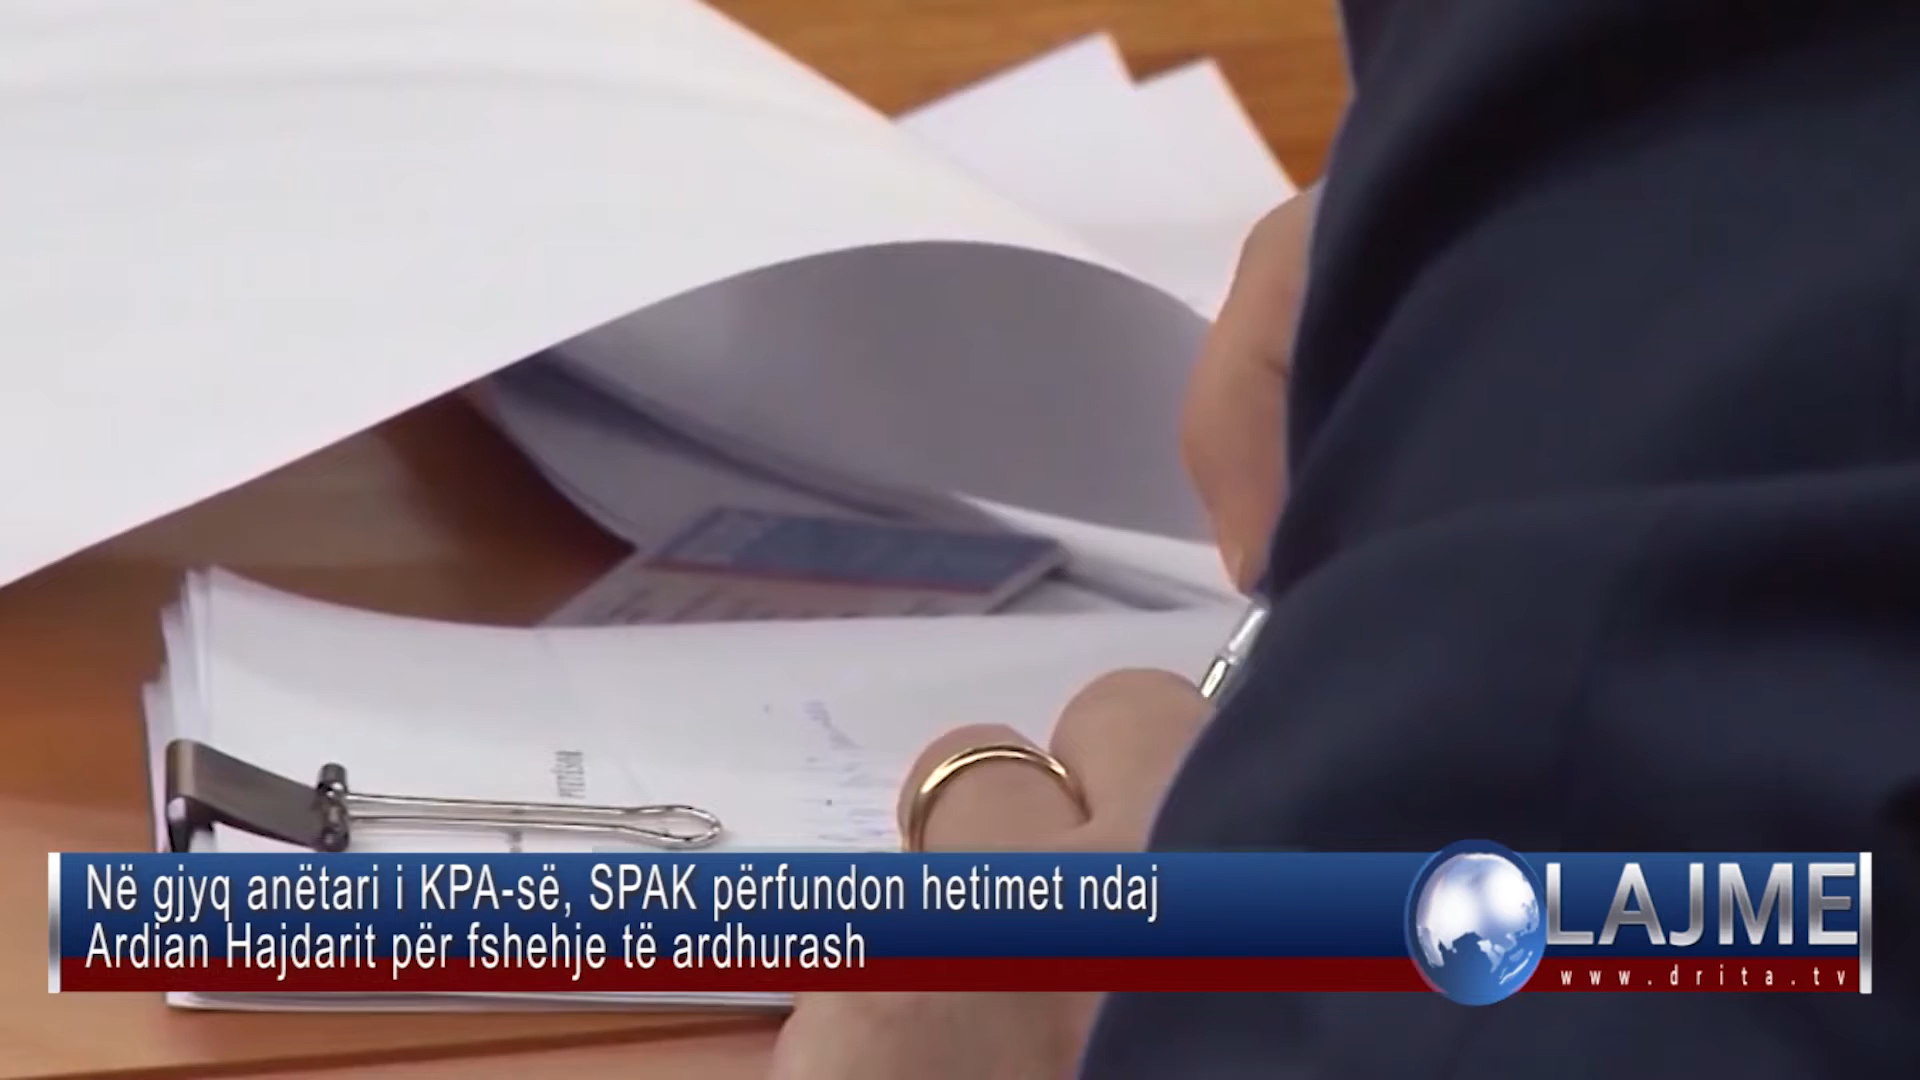 Në gjyq anëtari i KPA-së, SPAK përfundon hetimet ndaj
Ardian Hajdarit për fshehje të ardhurash
LAJME
www.drita.tv